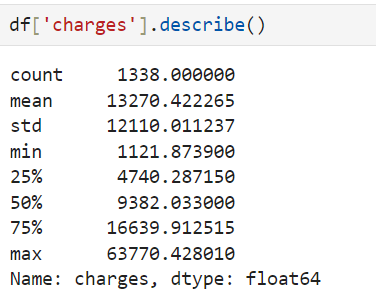 df['charges'].describe()
count 1338.000000
mean 13270.422265
std 12110.011237
min 1121.873900
25% 4740.287150
50% 9382.033000
75% 16639.912515
max 63770.428010
Name: charges, dtype: float64